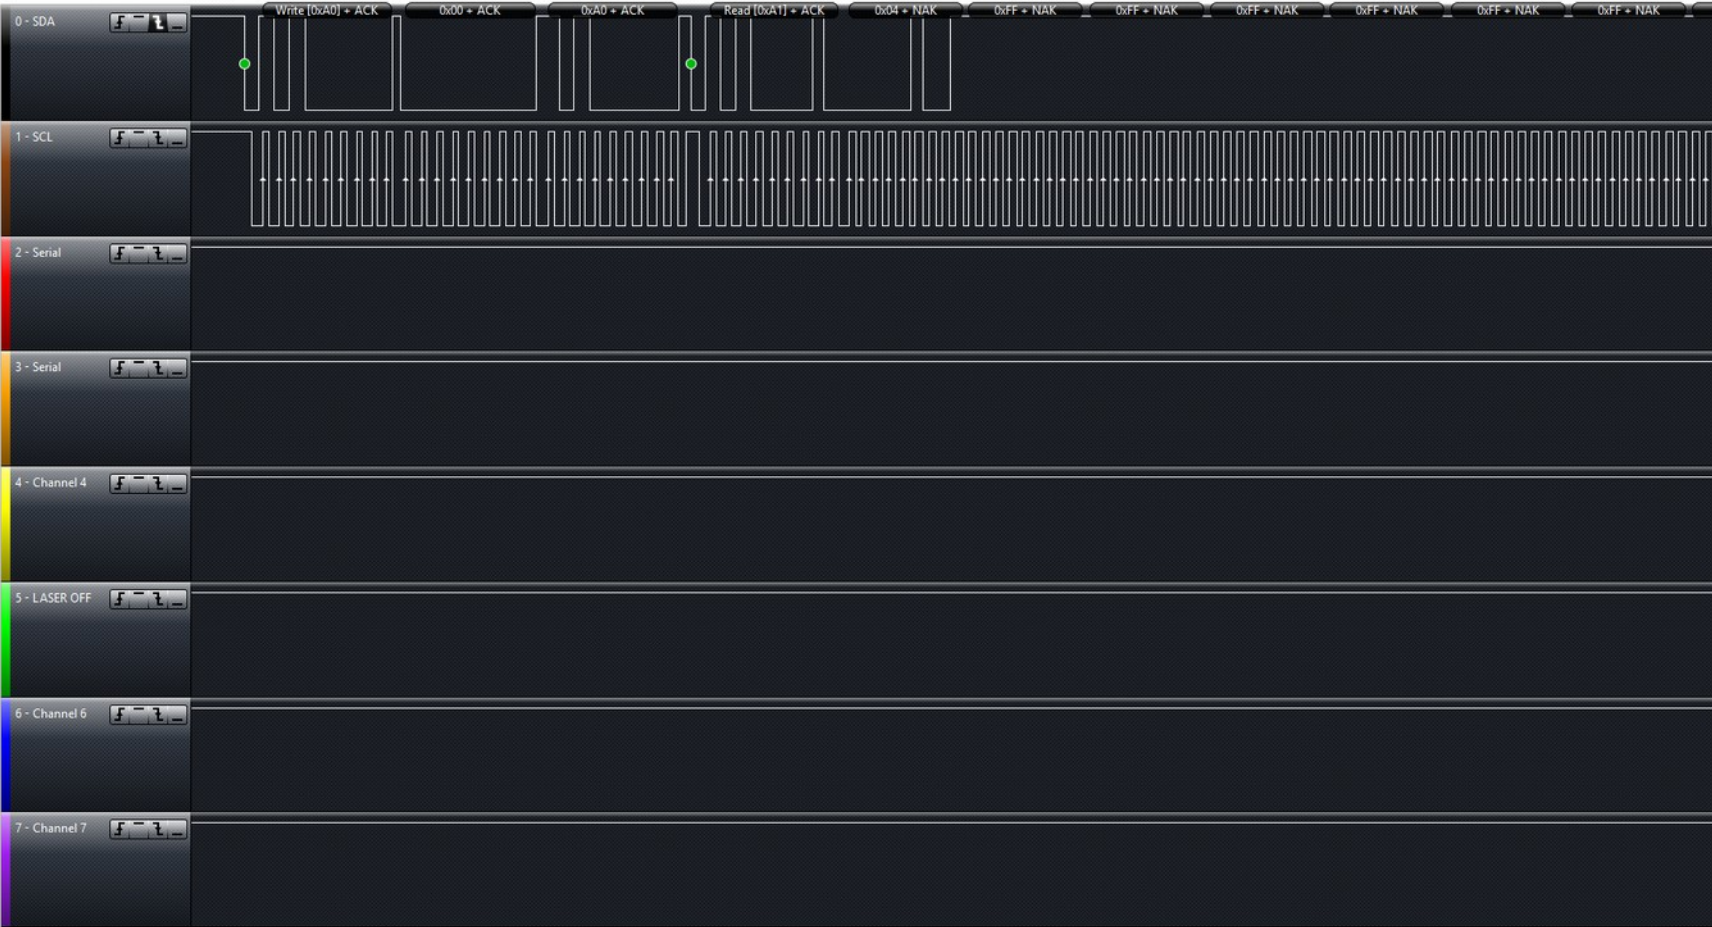 0 - SDA
Write [0xA0] + ACK 0x00 + ACK 0xA0 + ACK Read [0xA1] + ACK 0x04 + NAK 0xFF + NAK 0xFF + NAK 0xFF + NAK 0xFF + NAK 0xFF + NAK 0xFF + NAK
1 - SCL
2 - Serial
3 - Serial
4 - Channel 4
5 - LASER OFF
6 - Channel 6
7 - Channel 7